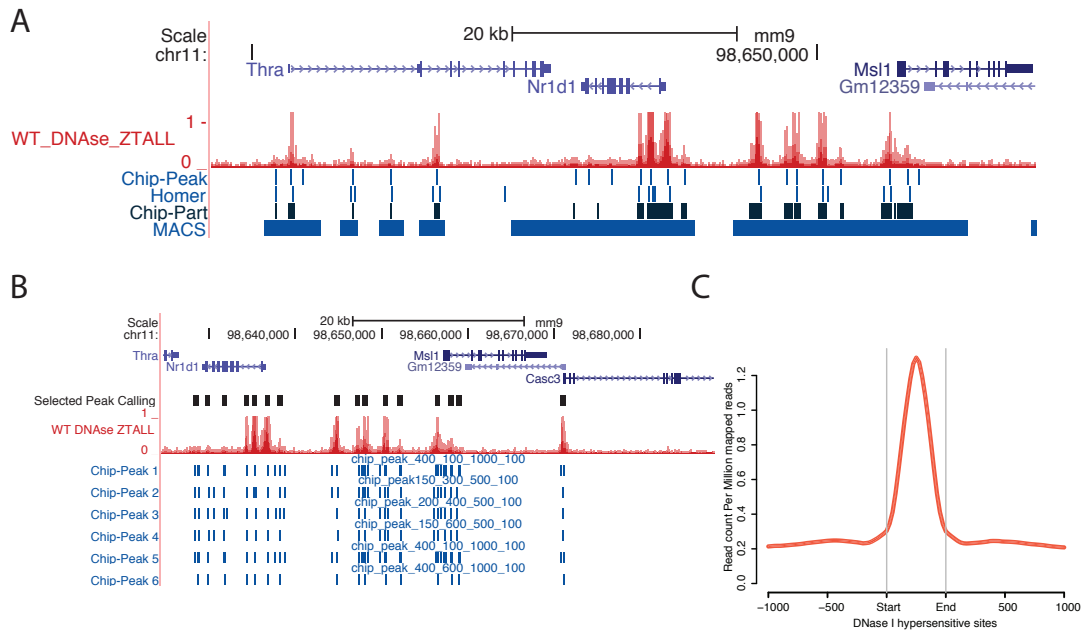 A
Scale
20 kb
mm9
chr11:
98,650,000
Thra
Nr1d1
Msl1
Gm12359
1 -
WT_DNAse_ZTALL
0 _
Chip-Peak
Homer
Chip-Part
MACS
B
Scale
20 kb
mm9
chr11:
98,640,000
98,650,000
98,660,000
98,670,000
98,680,000
Thra
Nr1d1
Msl1
Gm12359
Casc3
Selected Peak Calling
1 _
WT DNAse ZTALL
0
chip_peak_400_100_1000_100
Chip-Peak 1
chip_peak150_300_500_100
Chip-Peak 2
chip_peak_200_400_500_100
Chip-Peak 3
chip_peak_150_600_500_100
Chip-Peak 4
chip_peak_400_100_1000_100
Chip-Peak 5
chip_peak_400_600_1000_100
Chip-Peak 6
C
Read count Per Million mapped reads
1.2
1.0
0.8
0.6
0.4
0.2
0.0
−1000
−500
Start
End
500
1000
DNase I hypersensitive sites